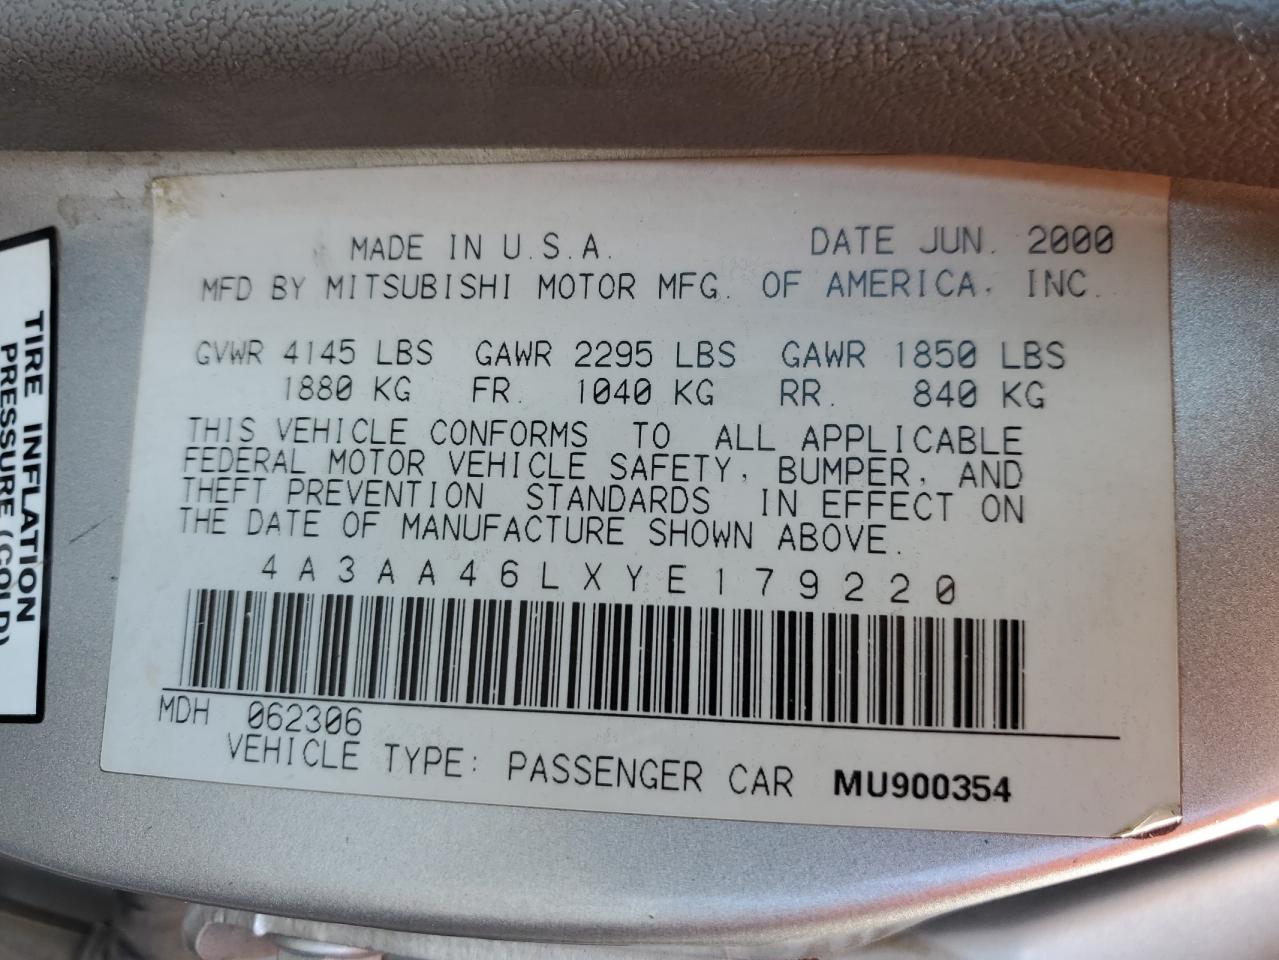 MADE IN U.S.A. DATE JUN. 2000
MFD BY MITSUBISHI MOTOR MFG. OF AMERICA, INC.
GVWR 4145 LBS GAWR 2295 LBS GAWR 1850 LBS
1880 KG FR. 1040 KG RR. 840 KG
THIS VEHICLE CONFORMS TO ALL APPLICABLE
FEDERAL MOTOR VEHICLE SAFETY, BUMPER, AND
THEFT PREVENTION STANDARDS IN EFFECT ON
THE DATE OF MANUFACTURE SHOWN ABOVE.
4A3AA46LXYE179220
MDH 062306
VEHICLE TYPE: PASSENGER CAR MU900354
TIRE INFLATION
PRESSURE (COLD)